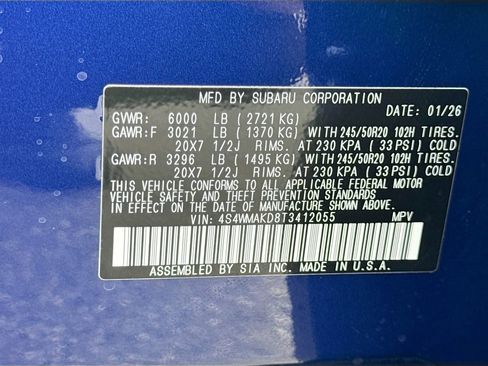 MFD BY SUBARU CORPORATION
DATE: 01/26
GVWR: 6000 LB ( 2721 KG)
GAWR:F 3021 LB ( 1370 KG) WITH 245/50R20 102H TIRES.
20X7 1/2J RIMS. AT 230 KPA ( 33 PSI) COLD
GAWR:R 3296 LB ( 1495 KG) WITH 245/50R20 102H TIRES.
20X7 1/2J RIMS. AT 230 KPA ( 33 PSI) COLD
THIS VEHICLE CONFORMS TO ALL APPLICABLE FEDERAL MOTOR
VEHICLE SAFETY AND THEFT PREVENTION STANDARDS
IN EFFECT ON THE DATE OF MANUFACTURE SHOWN ABOVE.
VIN: 4S4WMAKD8T3412055 MPV
ASSEMBLED BY SIA INC. MADE IN U.S.A.